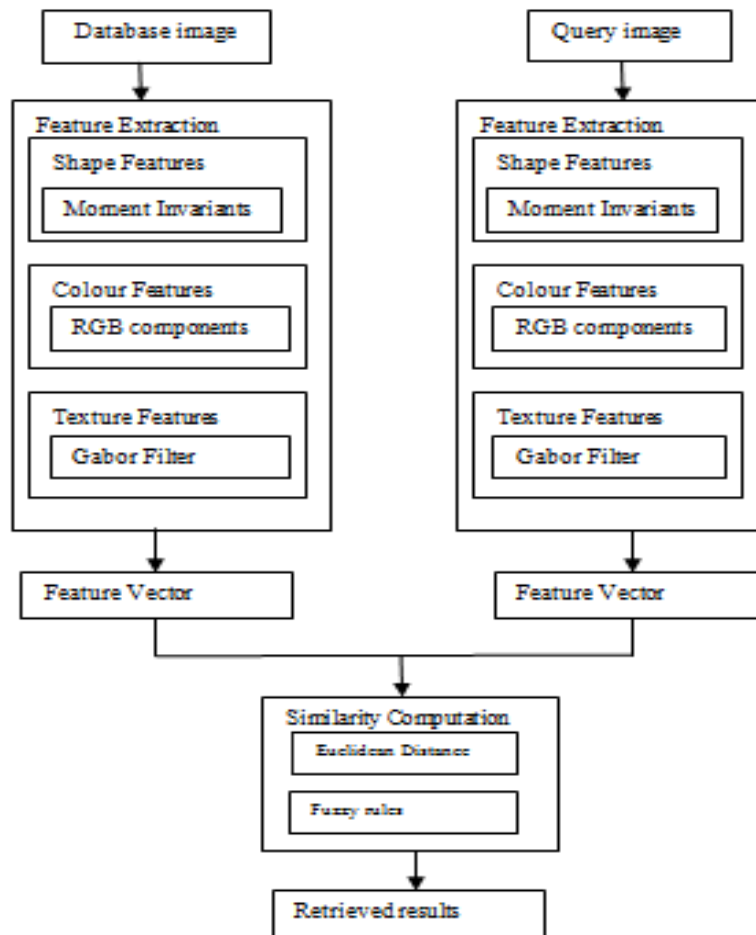 Database image
Query image
Feature Extraction
Shape Features
Moment Invariants
Colour Features
RGB components
Texture Features
Gabor Filter
Feature Extraction
Shape Features
Moment Invariants
Colour Features
RGB components
Texture Features
Gabor Filter
Feature Vector
Feature Vector
Similarity Computation
Euclidean Distance
Fuzzy rules
Retrieved results